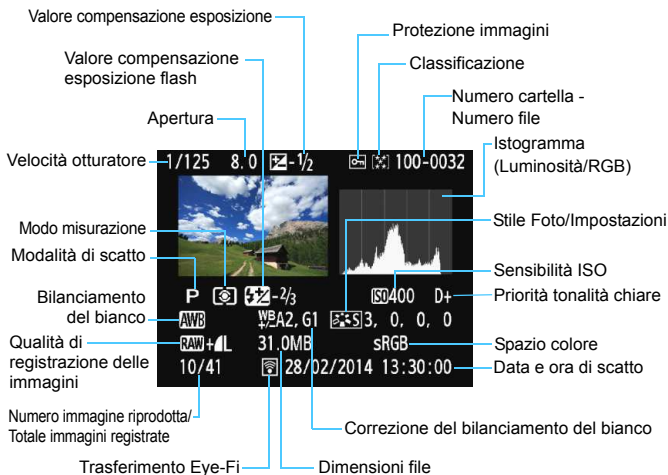 Valore compensazione esposizione
Protezione immagini
Valore compensazione
esposizione flash
Classificazione
Numero cartella -
Numero file
Apertura
Istogramma
(Luminosità/RGB)
Velocità otturatore
1/125 8.0 -1/2 100-0032
Modo misurazione
Stile Foto/Impostazioni
Modalità di scatto
Sensibilità ISO
P -2/3 ISO400 D+
Priorità tonalità chiare
Bilanciamento
del bianco
AWB WB A2, G1 S 3, 0, 0, 0
Qualità di
registrazione delle
immagini
RAW+L 31.0MB sRGB
Spazio colore
10/41 28/02/2014 13:30:00
Data e ora di scatto
Numero immagine riprodotta/
Totale immagini registrate
Correzione del bilanciamento del bianco
Trasferimento Eye-Fi
Dimensioni file